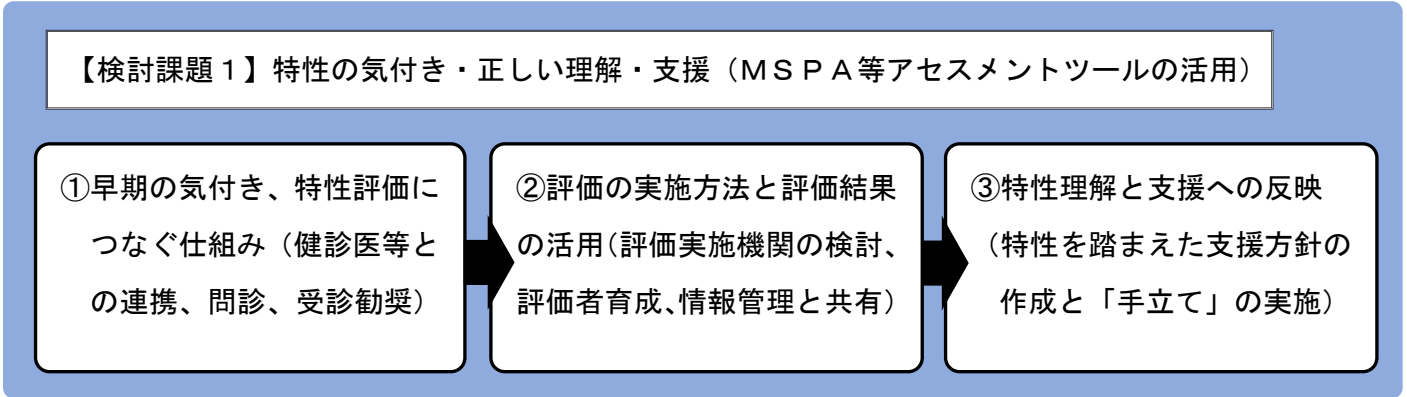 【検討課題１】特性の気付き・正しい理解・支援（ＭＳＰＡ等アセスメントツールの活用）
①早期の気付き、特性評価に
つなぐ仕組み（健診医等と
の連携、問診、受診勧奨）
②評価の実施方法と評価結果
の活用（評価実施機関の検討、
評価者育成、情報管理と共有）
③特性理解と支援への反映
（特性を踏まえた支援方針の
作成と「手立て」の実施）